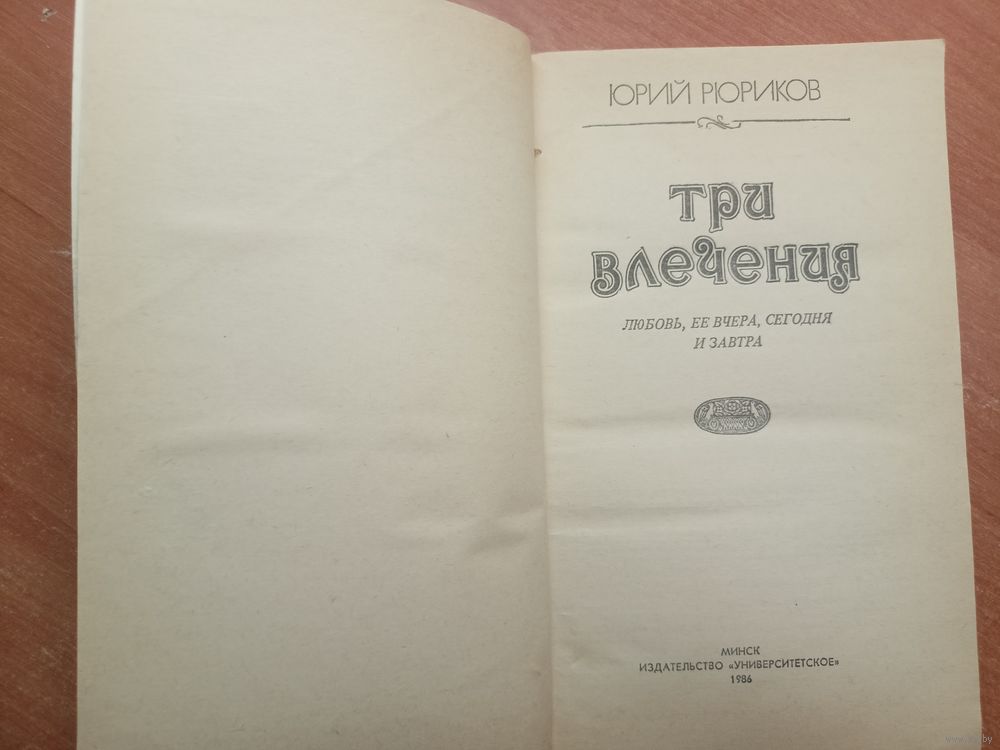 ЮРИЙ РЮРИКОВ
ТРИ
ВЛЕЧЕНИЯ
ЛЮБОВЬ, ЕЕ ВЧЕРА, СЕГОДНЯ
И ЗАВТРА
МИНСК
ИЗДАТЕЛЬСТВО «УНИВЕРСИТЕТСКОЕ»
1986